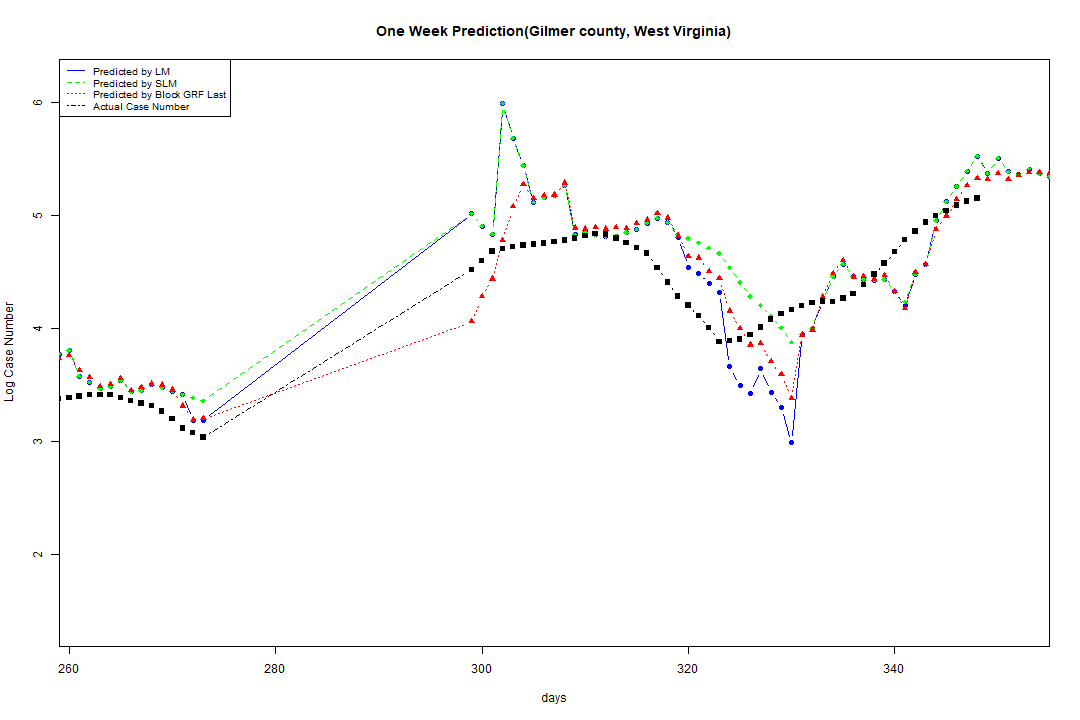 One Week Prediction(Gilmer county, West Virginia)
Predicted by LM
Predicted by SLM
Predicted by Block GRF Last
Actual Case Number
6
5
4
3
2
Log Case Number
260
280
300
320
340
days